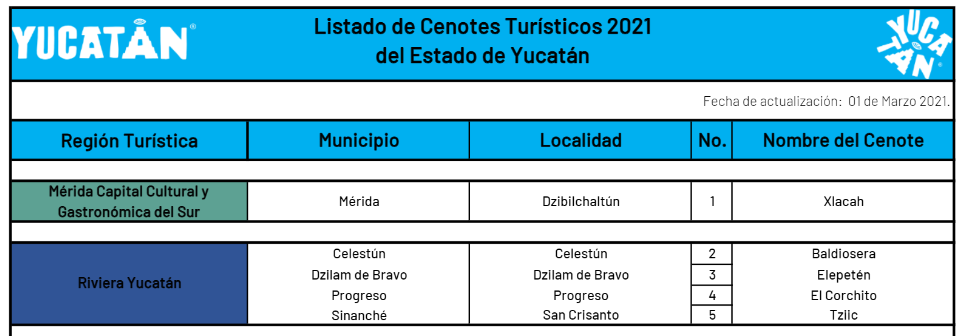 YUCATÁN
Listado de Cenotes Turísticos 2021
del Estado de Yucatán
YUCATÁN
Fecha de actualización: 01 de Marzo 2021.
Región Turística Municipio Localidad No. Nombre del Cenote
Mérida Capital Cultural y
Gastronómica del Sur
Mérida Dzibilchaltún 1 Xlacah
Riviera Yucatán
Celestún Celestún 2 Baldiosera
Dzilam de Bravo Dzilam de Bravo 3 Elepetén
Progreso Progreso 4 El Corchito
Sinanché San Crisanto 5 Tzlic